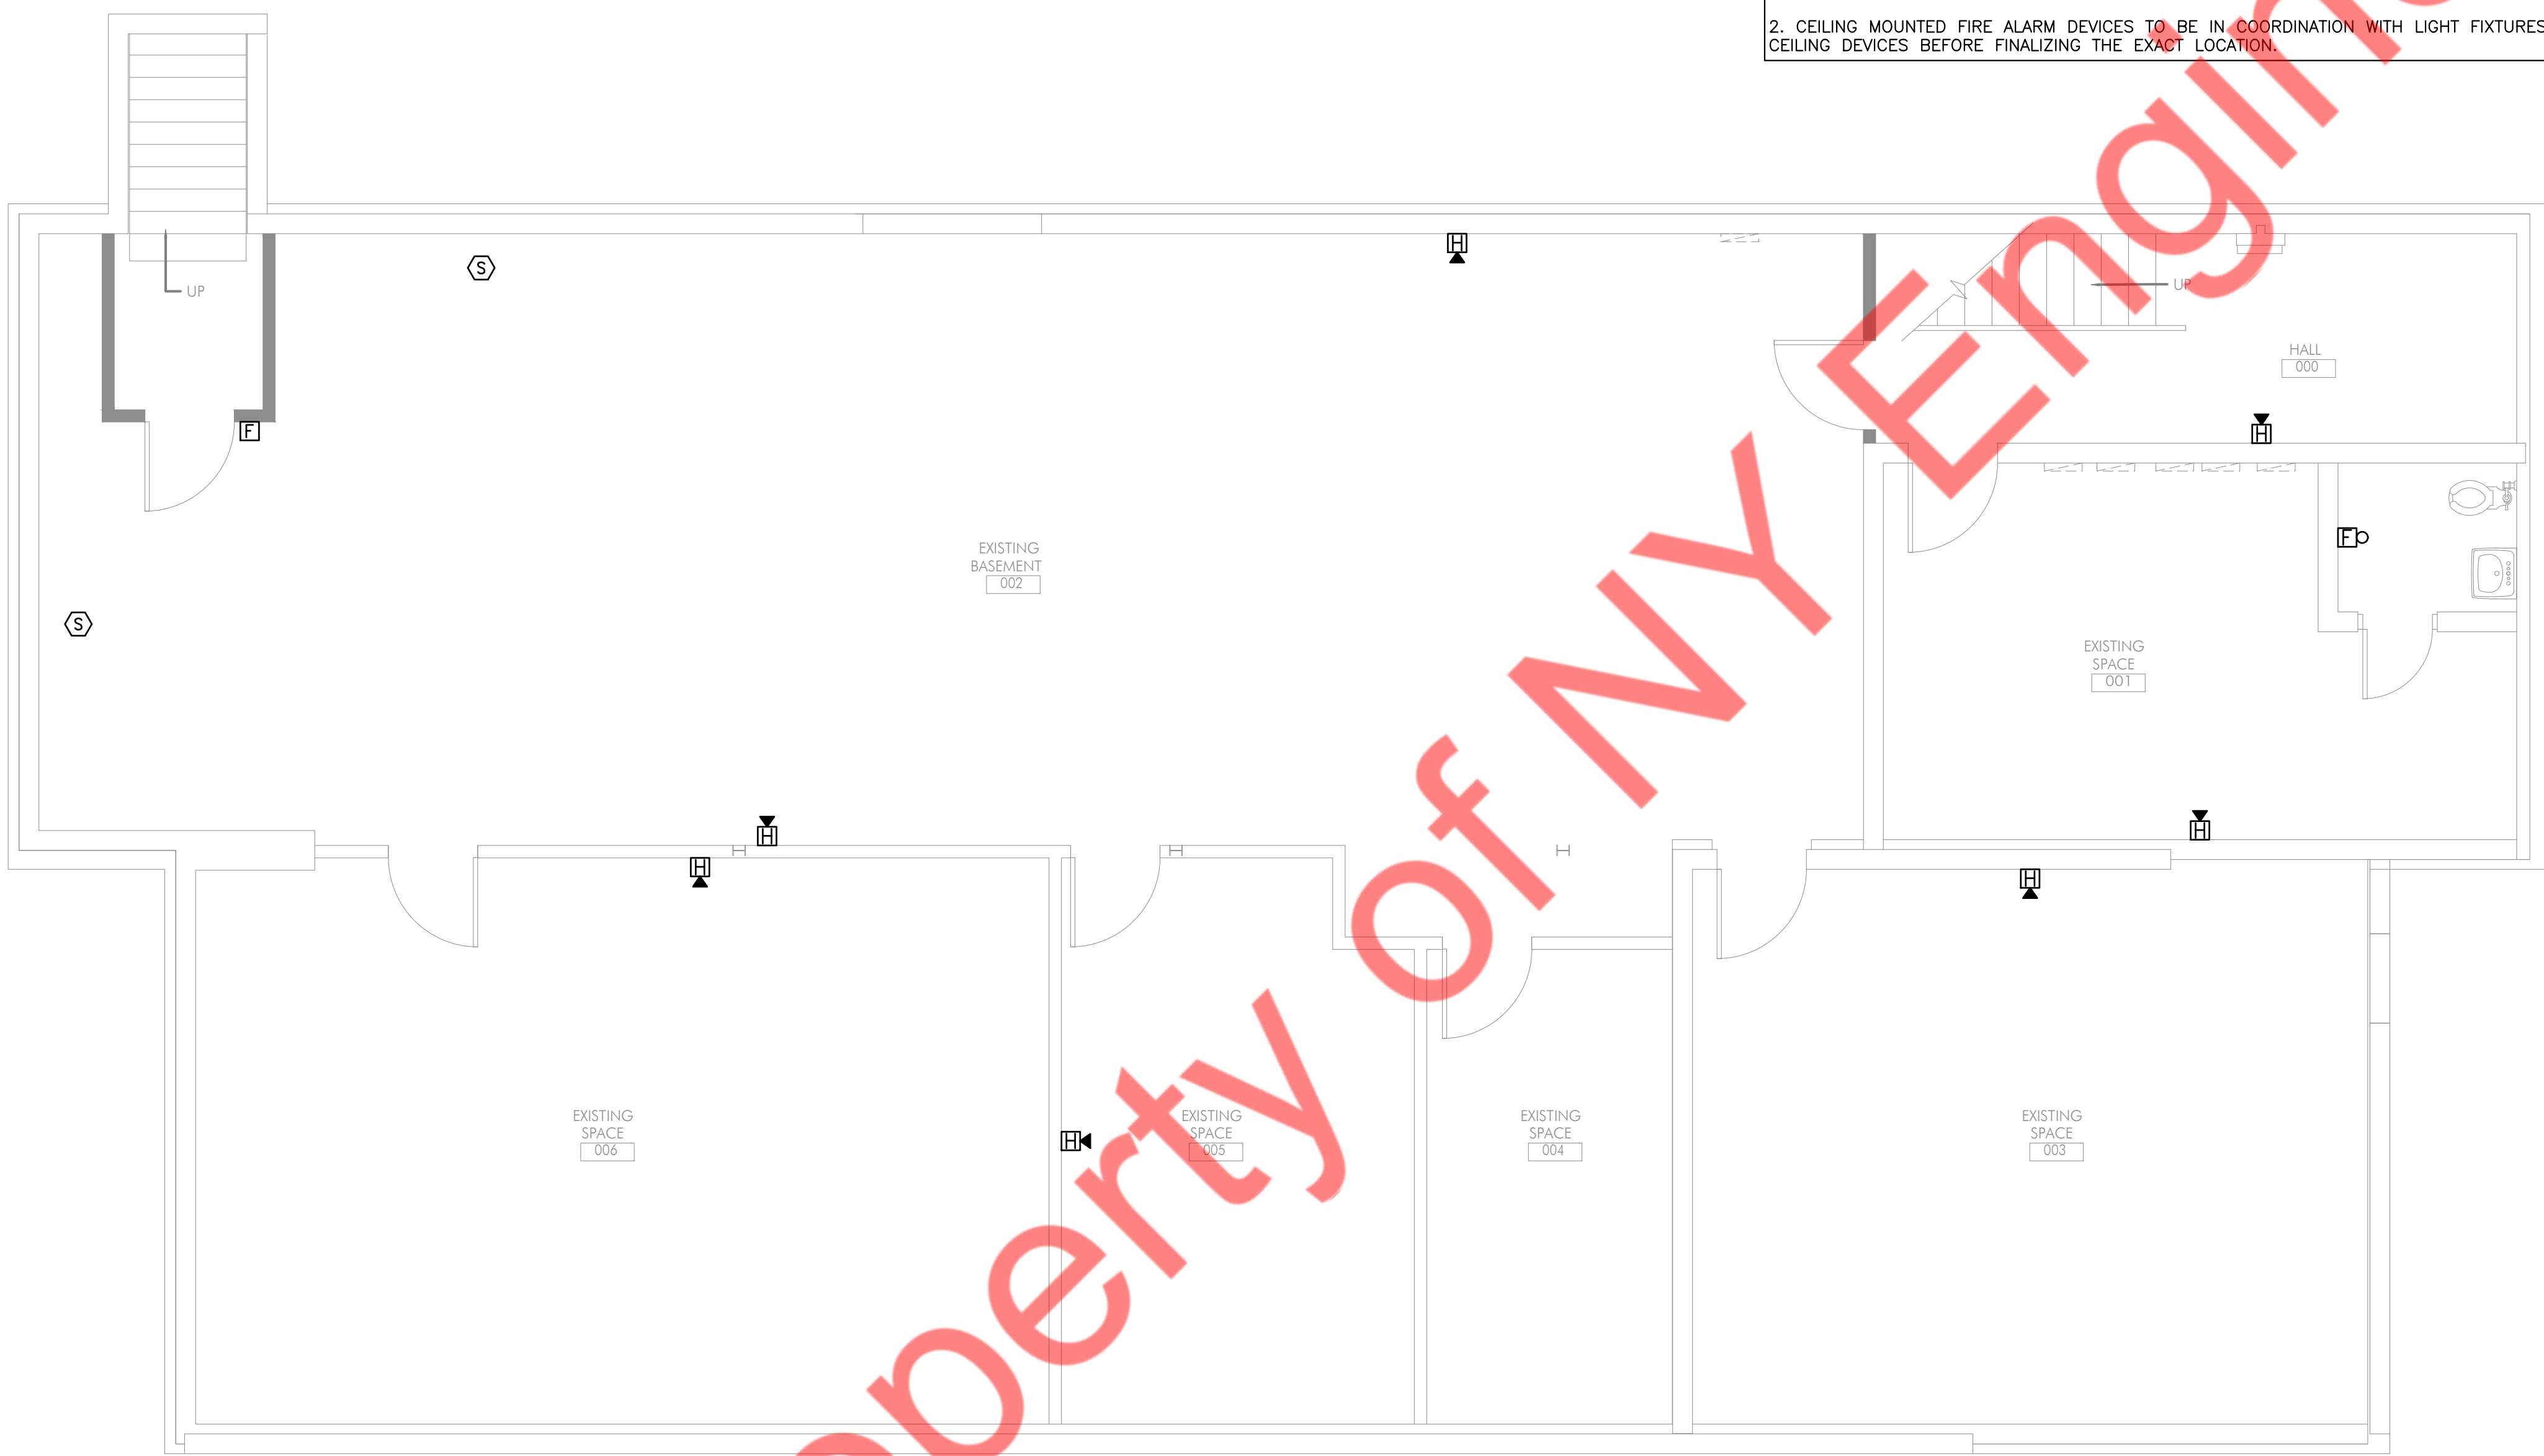 2. CEILING MOUNTED FIRE ALARM DEVICES TO BE IN COORDINATION WITH LIGHT FIXTURES
CEILING DEVICES BEFORE FINALIZING THE EXACT LOCATION.
UP
S
H
UP
HALL
000
F
H
F
EXISTING
BASEMENT
002
S
EXISTING
SPACE
001
H
H
H
H
EXISTING
SPACE
006
H
EXISTING
SPACE
005
EXISTING
SPACE
004
EXISTING
SPACE
003
operty of NY Engin